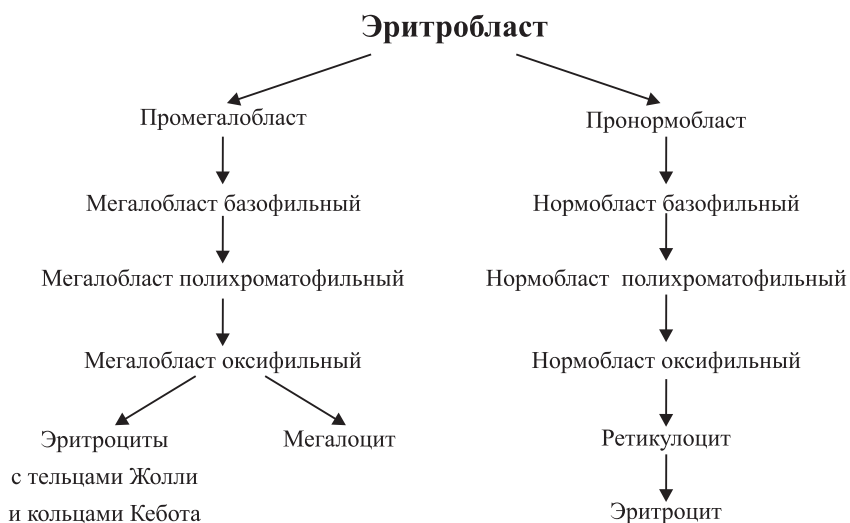 Эритробласт
Промегалобласт
Пронормобласт
Мегалобласт базофильный
Нормобласт базофильный
Мегалобласт полихроматофильный
Нормобласт полихроматофильный
Мегалобласт оксифильный
Нормобласт оксифильный
Эритроциты
с тельцами Жолли
и кольцами Кебота
Мегалоцит
Ретикулоцит
Эритроцит